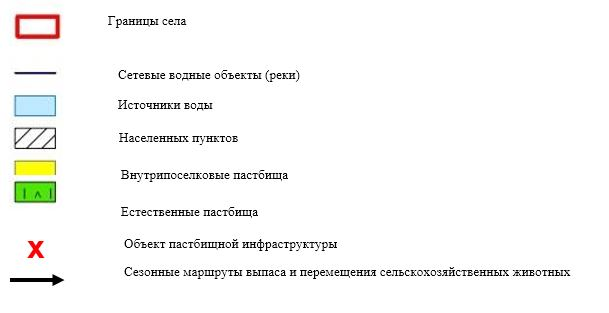 Границы села
Сетевые водные объекты (реки)
Источники воды
Населенных пунктов
Внутрипоселковые пастбища
Естественные пастбища
Объект пастбищной инфраструктуры
Сезонные маршруты выпаса и перемещения сельскохозяйственных животных